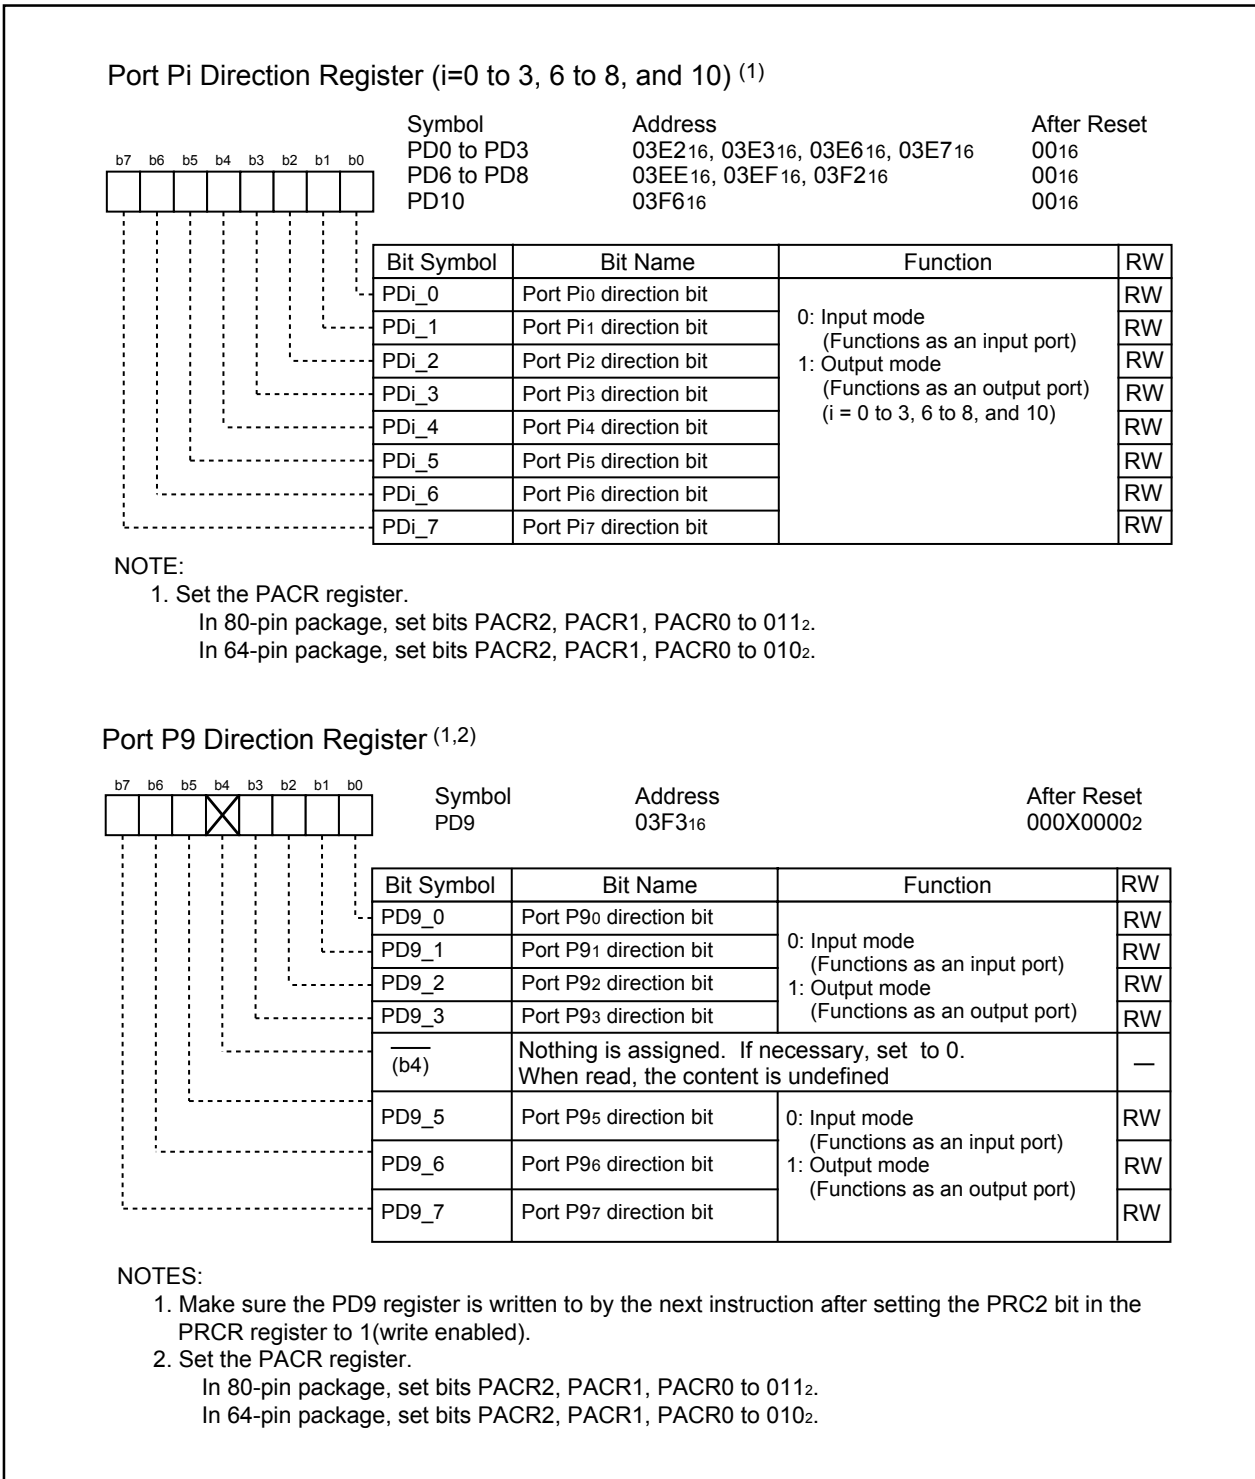 Port Pi Direction Register (i=0 to 3, 6 to 8, and 10) (1)
Symbol Address After Reset
PD0 to PD3 03E216, 03E316, 03E616, 03E716 0016
PD6 to PD8 03EE16, 03EF16, 03F216 0016
PD10 03F616 0016
b7 b6 b5 b4 b3 b2 b1 b0
Bit Symbol Bit Name Function RW
PDi_0 Port Pi0 direction bit RW
PDi_1 Port Pi1 direction bit RW
PDi_2 Port Pi2 direction bit RW
PDi_3 Port Pi3 direction bit RW
PDi_4 Port Pi4 direction bit RW
PDi_5 Port Pi5 direction bit RW
PDi_6 Port Pi6 direction bit RW
PDi_7 Port Pi7 direction bit RW
0: Input mode
(Functions as an input port)
1: Output mode
(Functions as an output port)
(i = 0 to 3, 6 to 8, and 10)
NOTE:
1. Set the PACR register.
In 80-pin package, set bits PACR2, PACR1, PACR0 to 0112.
In 64-pin package, set bits PACR2, PACR1, PACR0 to 0102.
Port P9 Direction Register (1,2)
b7 b6 b5 b4 b3 b2 b1 b0
Symbol Address After Reset
PD9 03F316 000X00002
Bit Symbol Bit Name Function RW
PD9_0 Port P90 direction bit RW
PD9_1 Port P91 direction bit RW
PD9_2 Port P92 direction bit RW
PD9_3 Port P93 direction bit RW
0: Input mode
(Functions as an input port)
1: Output mode
(Functions as an output port)
(b4) Nothing is assigned. If necessary, set to 0. —
When read, the content is undefined
PD9_5 Port P95 direction bit RW
PD9_6 Port P96 direction bit RW
PD9_7 Port P97 direction bit RW
0: Input mode
(Functions as an input port)
1: Output mode
(Functions as an output port)
NOTES:
1. Make sure the PD9 register is written to by the next instruction after setting the PRC2 bit in the
PRCR register to 1(write enabled).
2. Set the PACR register.
In 80-pin package, set bits PACR2, PACR1, PACR0 to 0112.
In 64-pin package, set bits PACR2, PACR1, PACR0 to 0102.